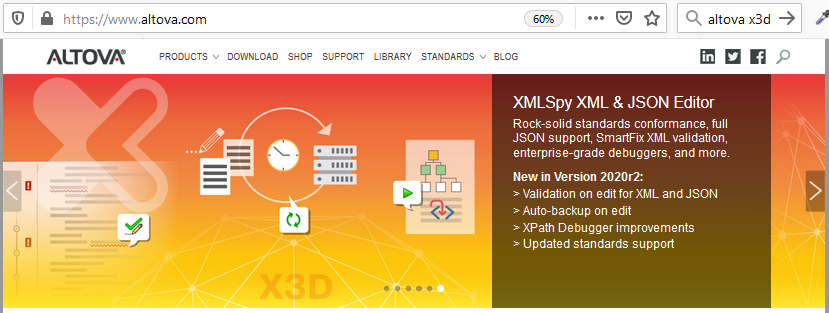 https://www.altova.com
60%
altova x3d
ALTOVA®
PRODUCTS DOWNLOAD SHOP SUPPORT LIBRARY STANDARDS BLOG
XMLSpy XML & JSON Editor
Rock-solid standards conformance, full
JSON support, SmartFix XML validation,
enterprise-grade debuggers, and more.
New in Version 2020r2:
> Validation on edit for XML and JSON
> Auto-backup on edit
> XPath Debugger improvements
> Updated standards support
X3D